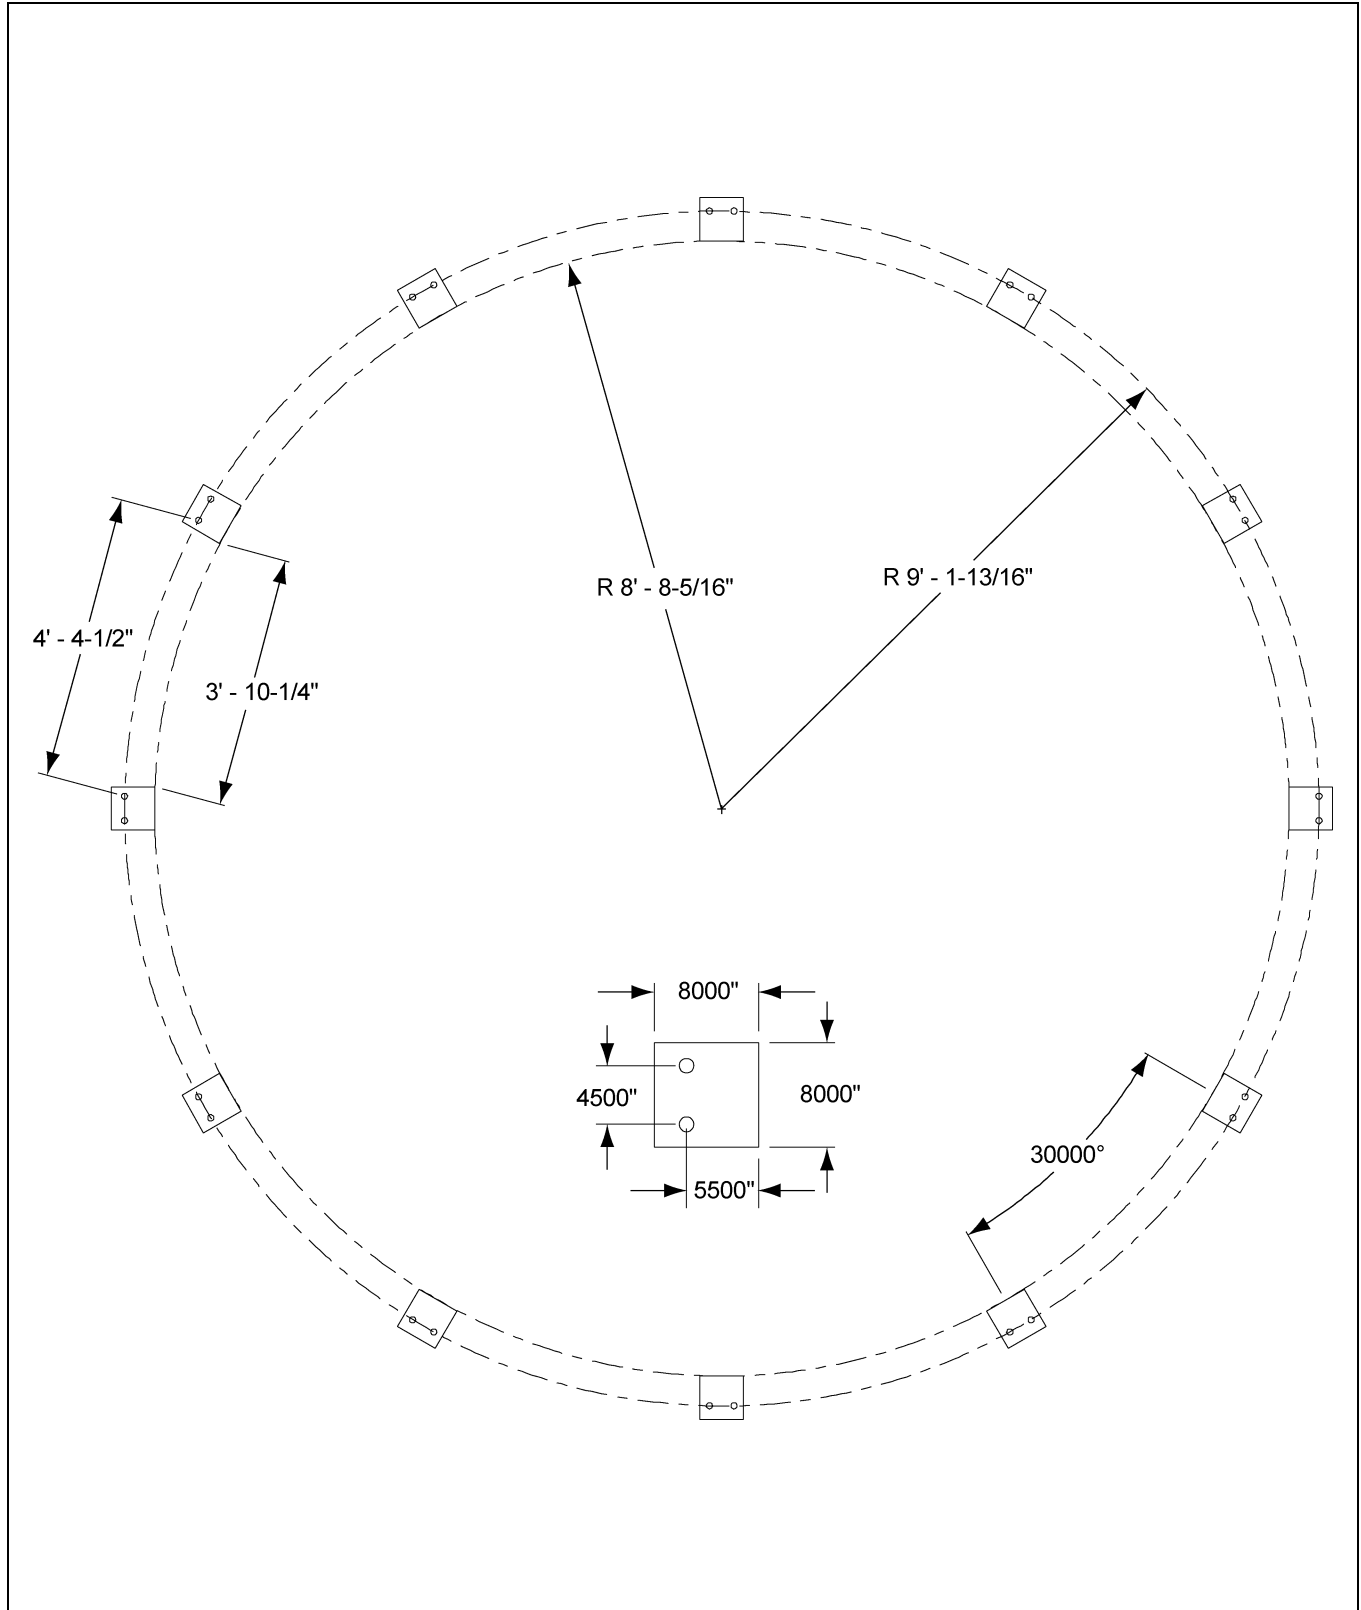 R 8' - 8-5/16"
R 9' - 1-13/16"
4' - 4-1/2"
3' - 10-1/4"
8000"
4500"
8000"
5500"
30000°